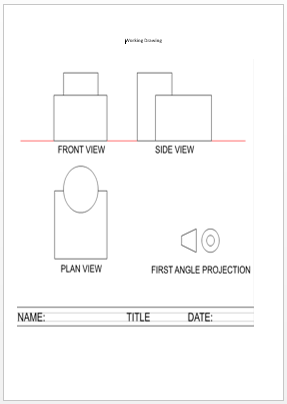 Working Drawing
FRONT VIEW
SIDE VIEW
PLAN VIEW
FIRST ANGLE PROJECTION
NAME: TITLE DATE: